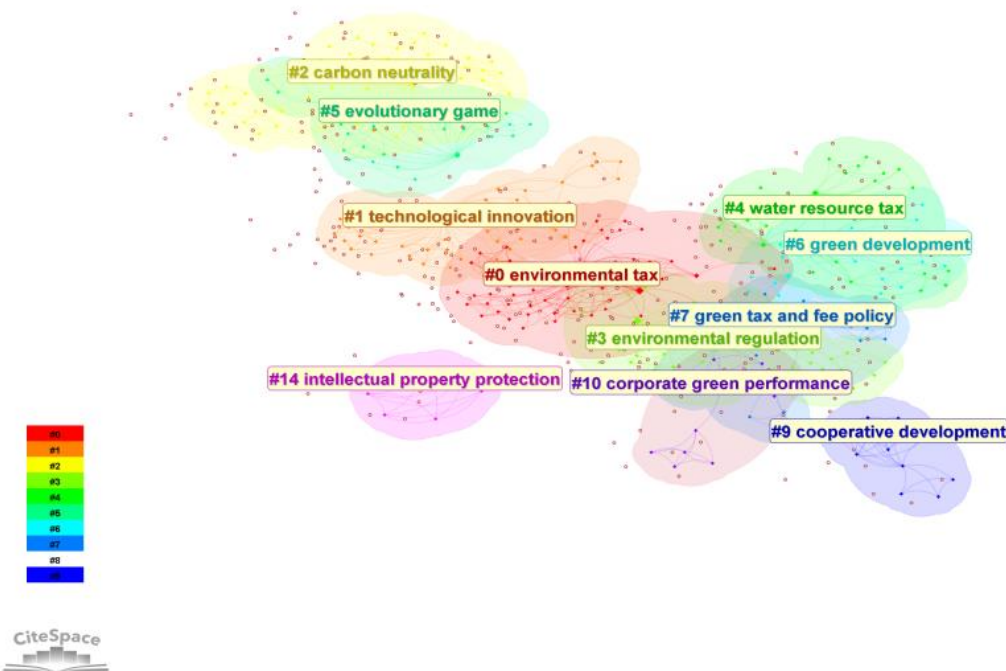 #2 carbon neutrality
#5 evolutionary game
#1 technological innovation
#4 water resource tax
#6 green development
#0 environmental tax
#7 green tax and fee policy
#3 environmental regulation
#14 intellectual property protection
#10 corporate green performance
#9 cooperative development
#0
#1
#2
#3
#4
#5
#6
#7
#8
#9
CiteSpace